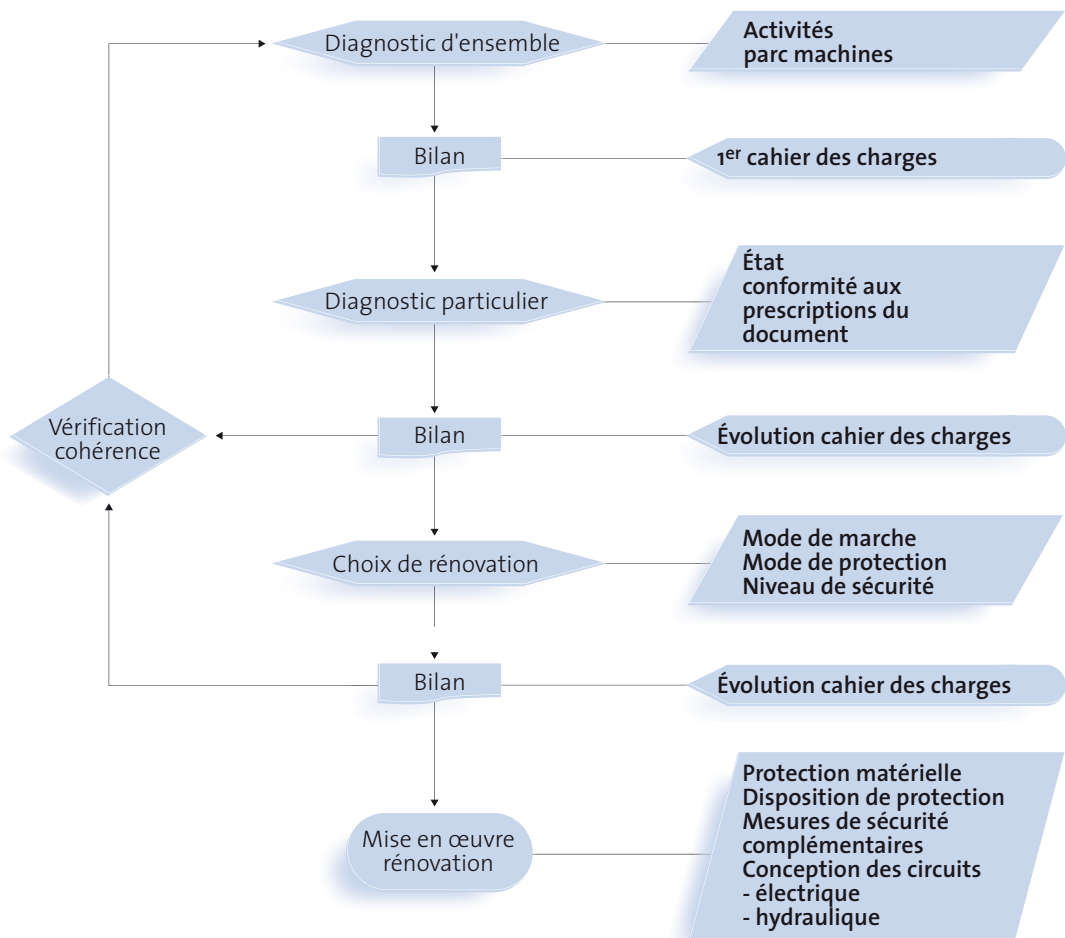 Diagnostic d'ensemble
Activités
parc machines
Bilan
1er cahier des charges
Diagnostic particulier
État
conformité aux
prescriptions du
document
Vérification
cohérence
Bilan
Évolution cahier des charges
Choix de rénovation
Mode de marche
Mode de protection
Niveau de sécurité
Bilan
Évolution cahier des charges
Mise en œuvre
rénovation
Protection matérielle
Disposition de protection
Mesures de sécurité
complémentaires
Conception des circuits
- électrique
- hydraulique